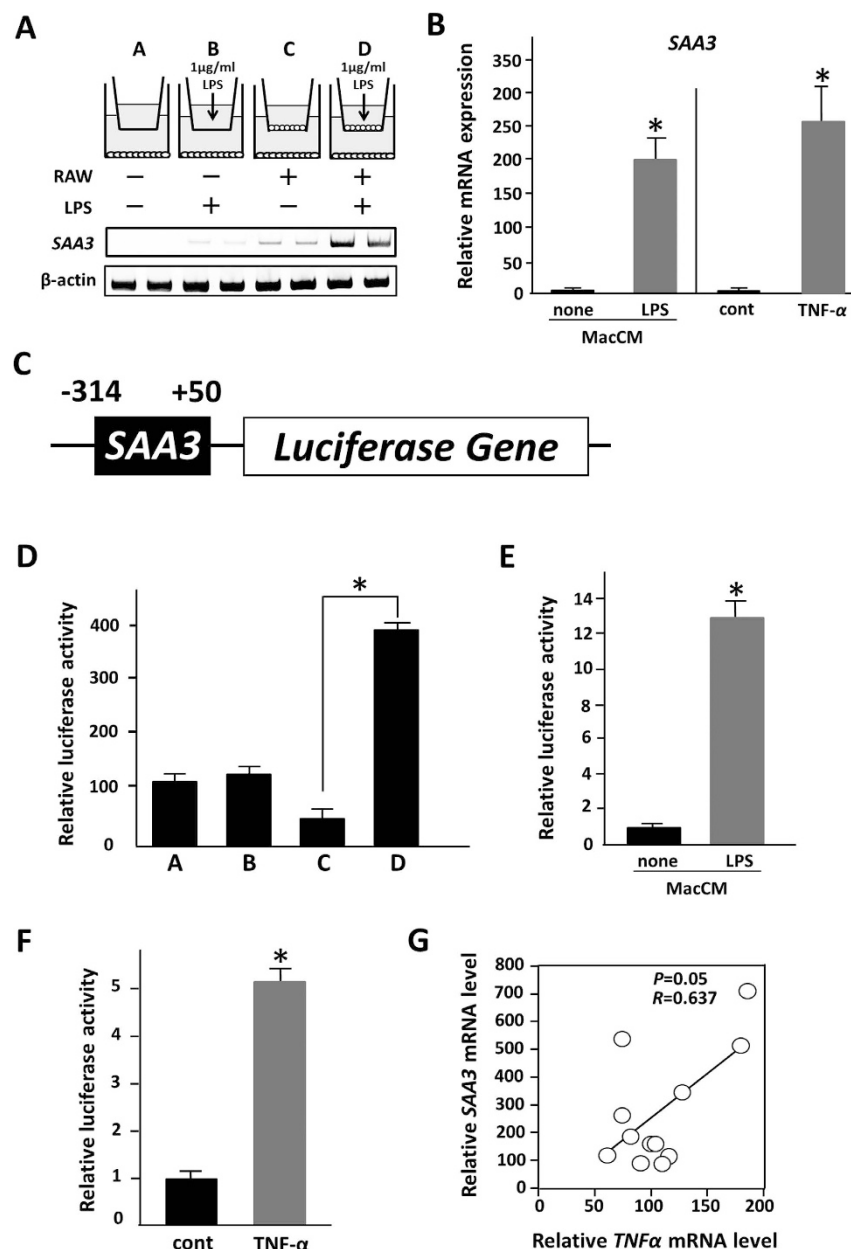 A
A B C D
1μg/ml LPS
1μg/ml LPS
RAW − − + +
LPS − + − +
SAA3
β-actin
B
SAA3
Relative mRNA expression
350
300
250
200
150
100
50
0
* *
none LPS cont TNF-α
MacCM
C
-314 +50
SAA3 Luciferase Gene
D
Relative luciferase activity
400
300
200
100
0
*
A B C D
E
Relative luciferase activity
14
12
10
8
6
4
2
0
*
none LPS
MacCM
F
Relative luciferase activity
5
4
3
2
1
0
*
cont TNF-α
G
Relative SAA3 mRNA level
800
700
600
500
400
300
200
100
0
P=0.05
R=0.637
0 50 100 150 200
Relative TNFα mRNA level